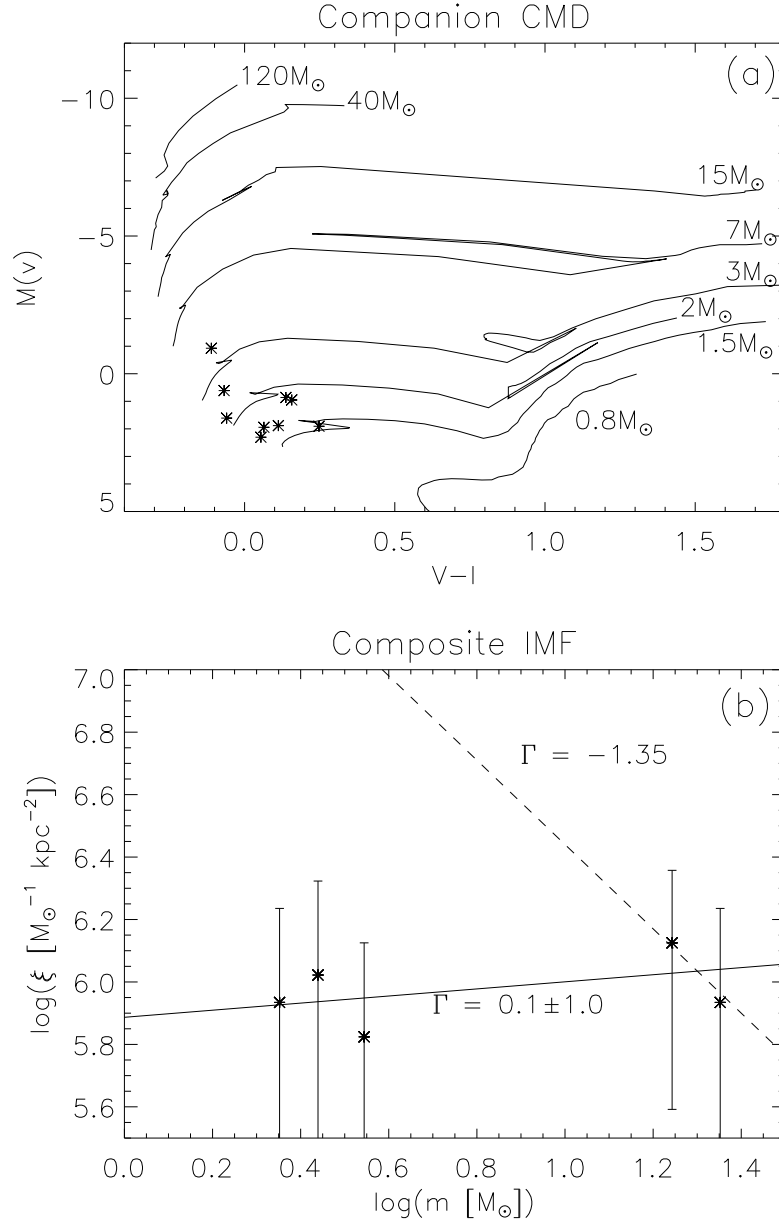 Companion CMD
(a)
120M⊙
40M⊙
15M⊙
7M⊙
3M⊙
2M⊙
1.5M⊙
0.8M⊙
M(v)
−10
−5
0
5
0.0 0.5 1.0 1.5
V−I
Composite IMF
(b)
Γ = −1.35
Γ = 0.1±1.0
log(ξ [M⊙⁻¹ kpc⁻²])
7.0
6.8
6.6
6.4
6.2
6.0
5.8
5.6
0.0 0.2 0.4 0.6 0.8 1.0 1.2 1.4
log(m [M⊙])